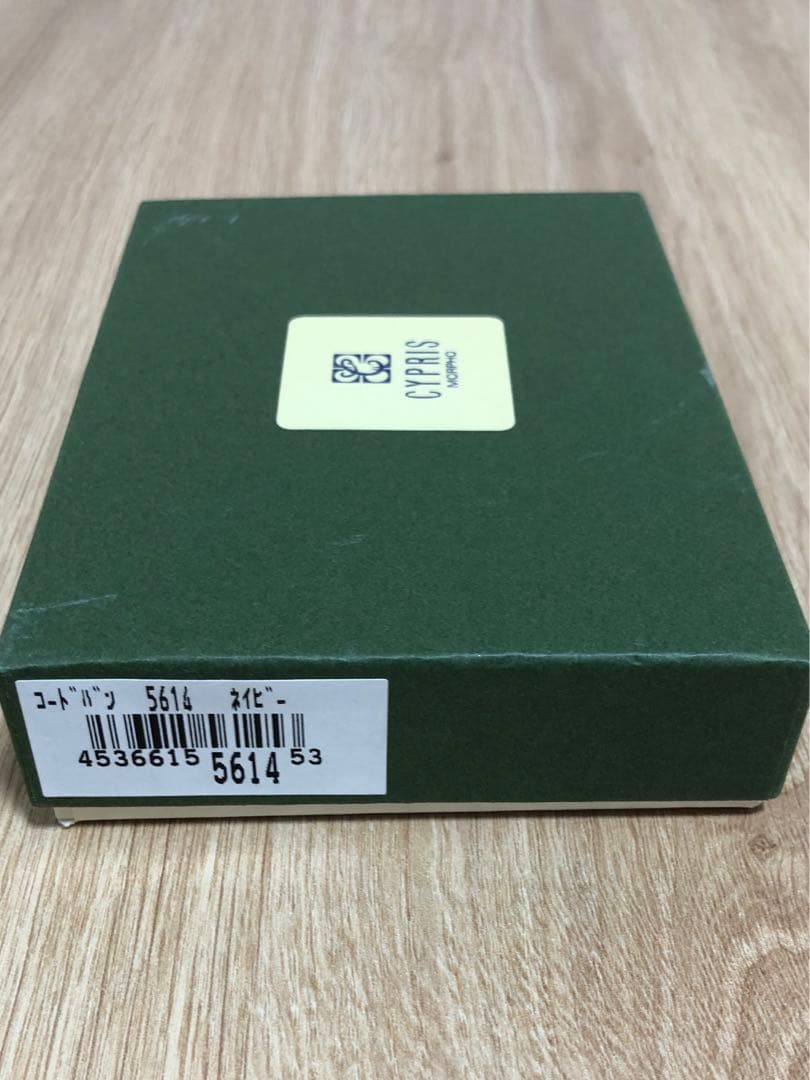 CYPRIS
MORPHO
ｺｰﾄﾞﾊﾞﾝ 5614 ﾈｲﾋﾞｰ
4536615 5614 53